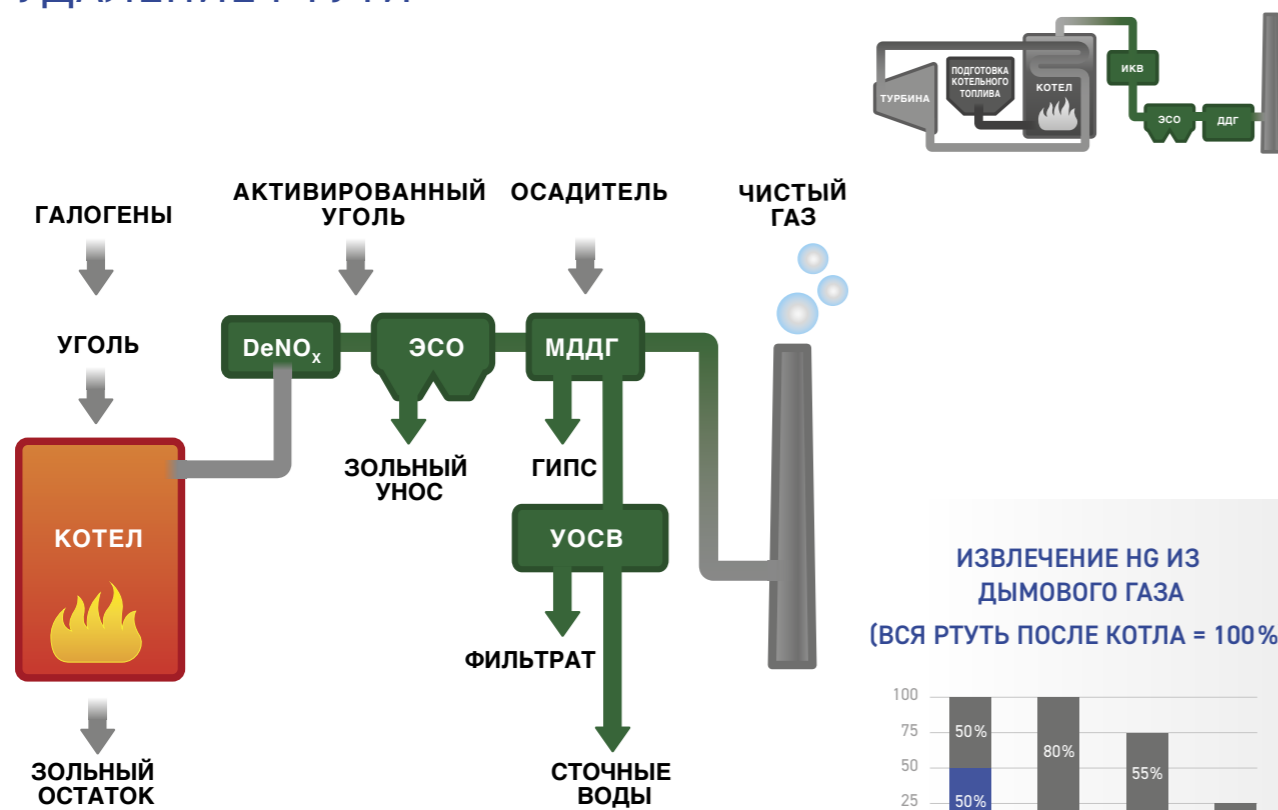 ТУРБИНА
ПОДГОТОВКА
КОТЕЛЬНОГО
ТОПЛИВА
КОТЕЛ
ИКВ
ЭСО
ДДГ
ГАЛОГЕНЫ
АКТИВИРОВАННЫЙ
УГОЛЬ
ОСАДИТЕЛЬ
ЧИСТЫЙ
ГАЗ
УГОЛЬ
DeNOx
ЭСО
МДДГ
ЗОЛЬНЫЙ
УНОС
ГИПС
КОТЕЛ
УОСВ
ФИЛЬТРАТ
ЗОЛЬНЫЙ
ОСТАТОК
СТОЧНЫЕ
ВОДЫ
ИЗВЛЕЧЕНИЕ HG ИЗ
ДЫМОВОГО ГАЗА
(ВСЯ РТУТЬ ПОСЛЕ КОТЛА = 100%
100
75
50
25
50%
50%
80%
55%